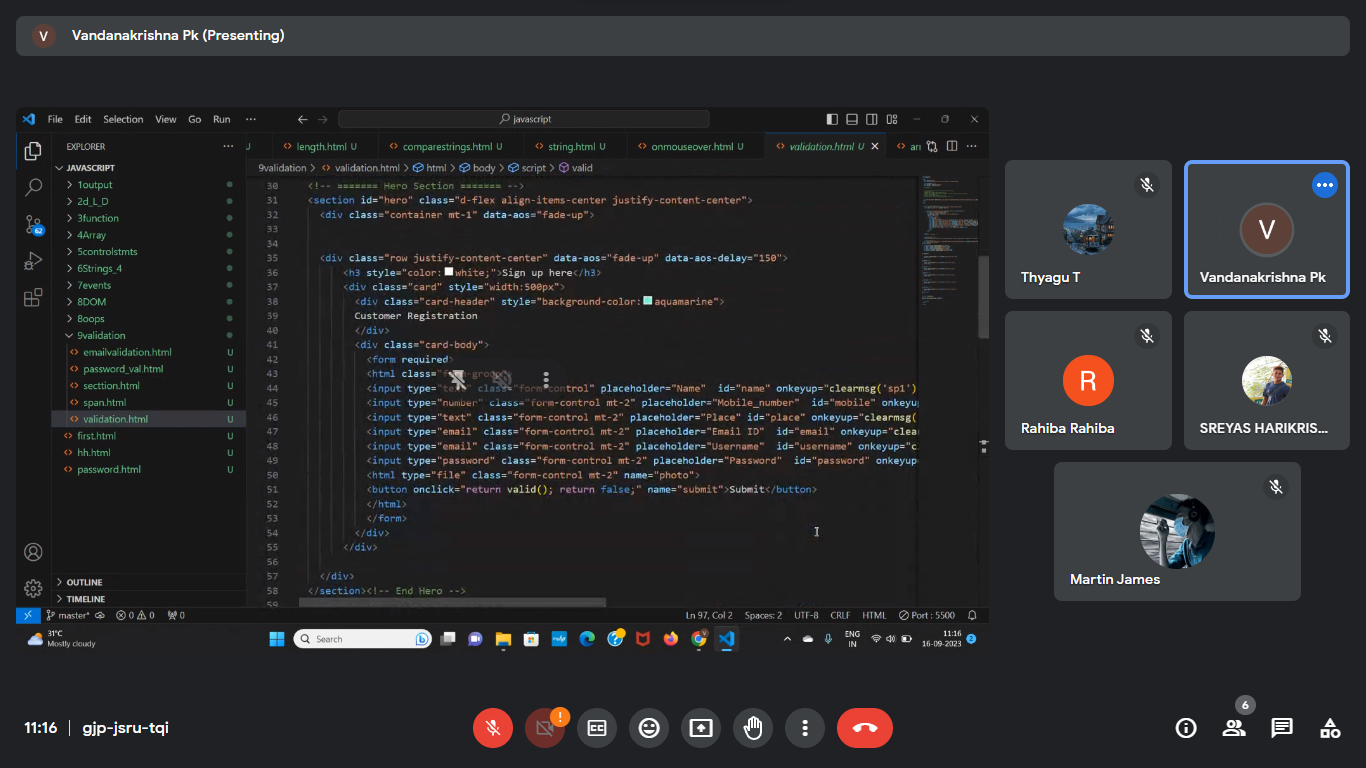 V
Vandanakrishna Pk (Presenting)
File Edit Selection View Go Run ···
javascript
EXPLORER ···
length.html U
comparestrings.html U
string.html U
onmouseover.html U
validation.html U
9validation > validation.html > html > body > script > valid
JAVASCRIPT
1output
2d_L_D
3function
4Array
5controlstmts
6Strings_4
7events
8DOM
8oops
9validation
emailvalidation.html U
password_val.html U
secttion.html U
span.html U
validation.html U
first.html U
hh.html U
password.html U
OUTLINE
TIMELINE
62
30 <!-- ======= Hero Section ======= -->
31 <section id="hero" class="d-flex align-items-center justify-content-center">
32 <div class="container mt-1" data-aos="fade-up">
33
34
35 <div class="row justify-content-center" data-aos="fade-up" data-aos-delay="150">
36 <h3 style="color:white;">Sign up here</h3>
37 <div class="card" style="width:500px">
38 <div class="card-header" style="background-color:aquamarine">
39 Customer Registration
40 </div>
41 <div class="card-body">
42 <form required>
43 <html class="form-group">
44 <input type="text" class="form-control" placeholder="Name" id="name" onkeyup="clearmsg('sp1')
45 <input type="number" class="form-control mt-2" placeholder="Mobile_number" id="mobile" onkeyu
46 <input type="text" class="form-control mt-2" placeholder="Place" id="place" onkeyup="clearmsg(
47 <input type="email" class="form-control mt-2" placeholder="Email ID" id="email" onkeyup="clea
48 <input type="email" class="form-control mt-2" placeholder="Username" id="username" onkeyup="c
49 <input type="password" class="form-control mt-2" placeholder="Password" id="password" onkeyup
50 <html type="file" class="form-control mt-2" name="photo">
51 <button onclick="return valid(); return false;" name="submit">Submit</button>
52 </html>
53 </form>
54 </div>
55 </div>
56
57 </div>
58 </section><!-- End Hero -->
59
master* 0 0 0
Ln 97, Col 2 Spaces: 2 UTF-8 CRLF HTML Port : 5500
31°C
Mostly cloudy
Search
ENG
IN
11:16
16-09-2023
2
Thyagu T
V
Vandanakrishna Pk
R
Rahiba Rahiba
SREYAS HARIKRIS...
Martin James
11:16 | gjp-jsru-tqi
!
CC
6